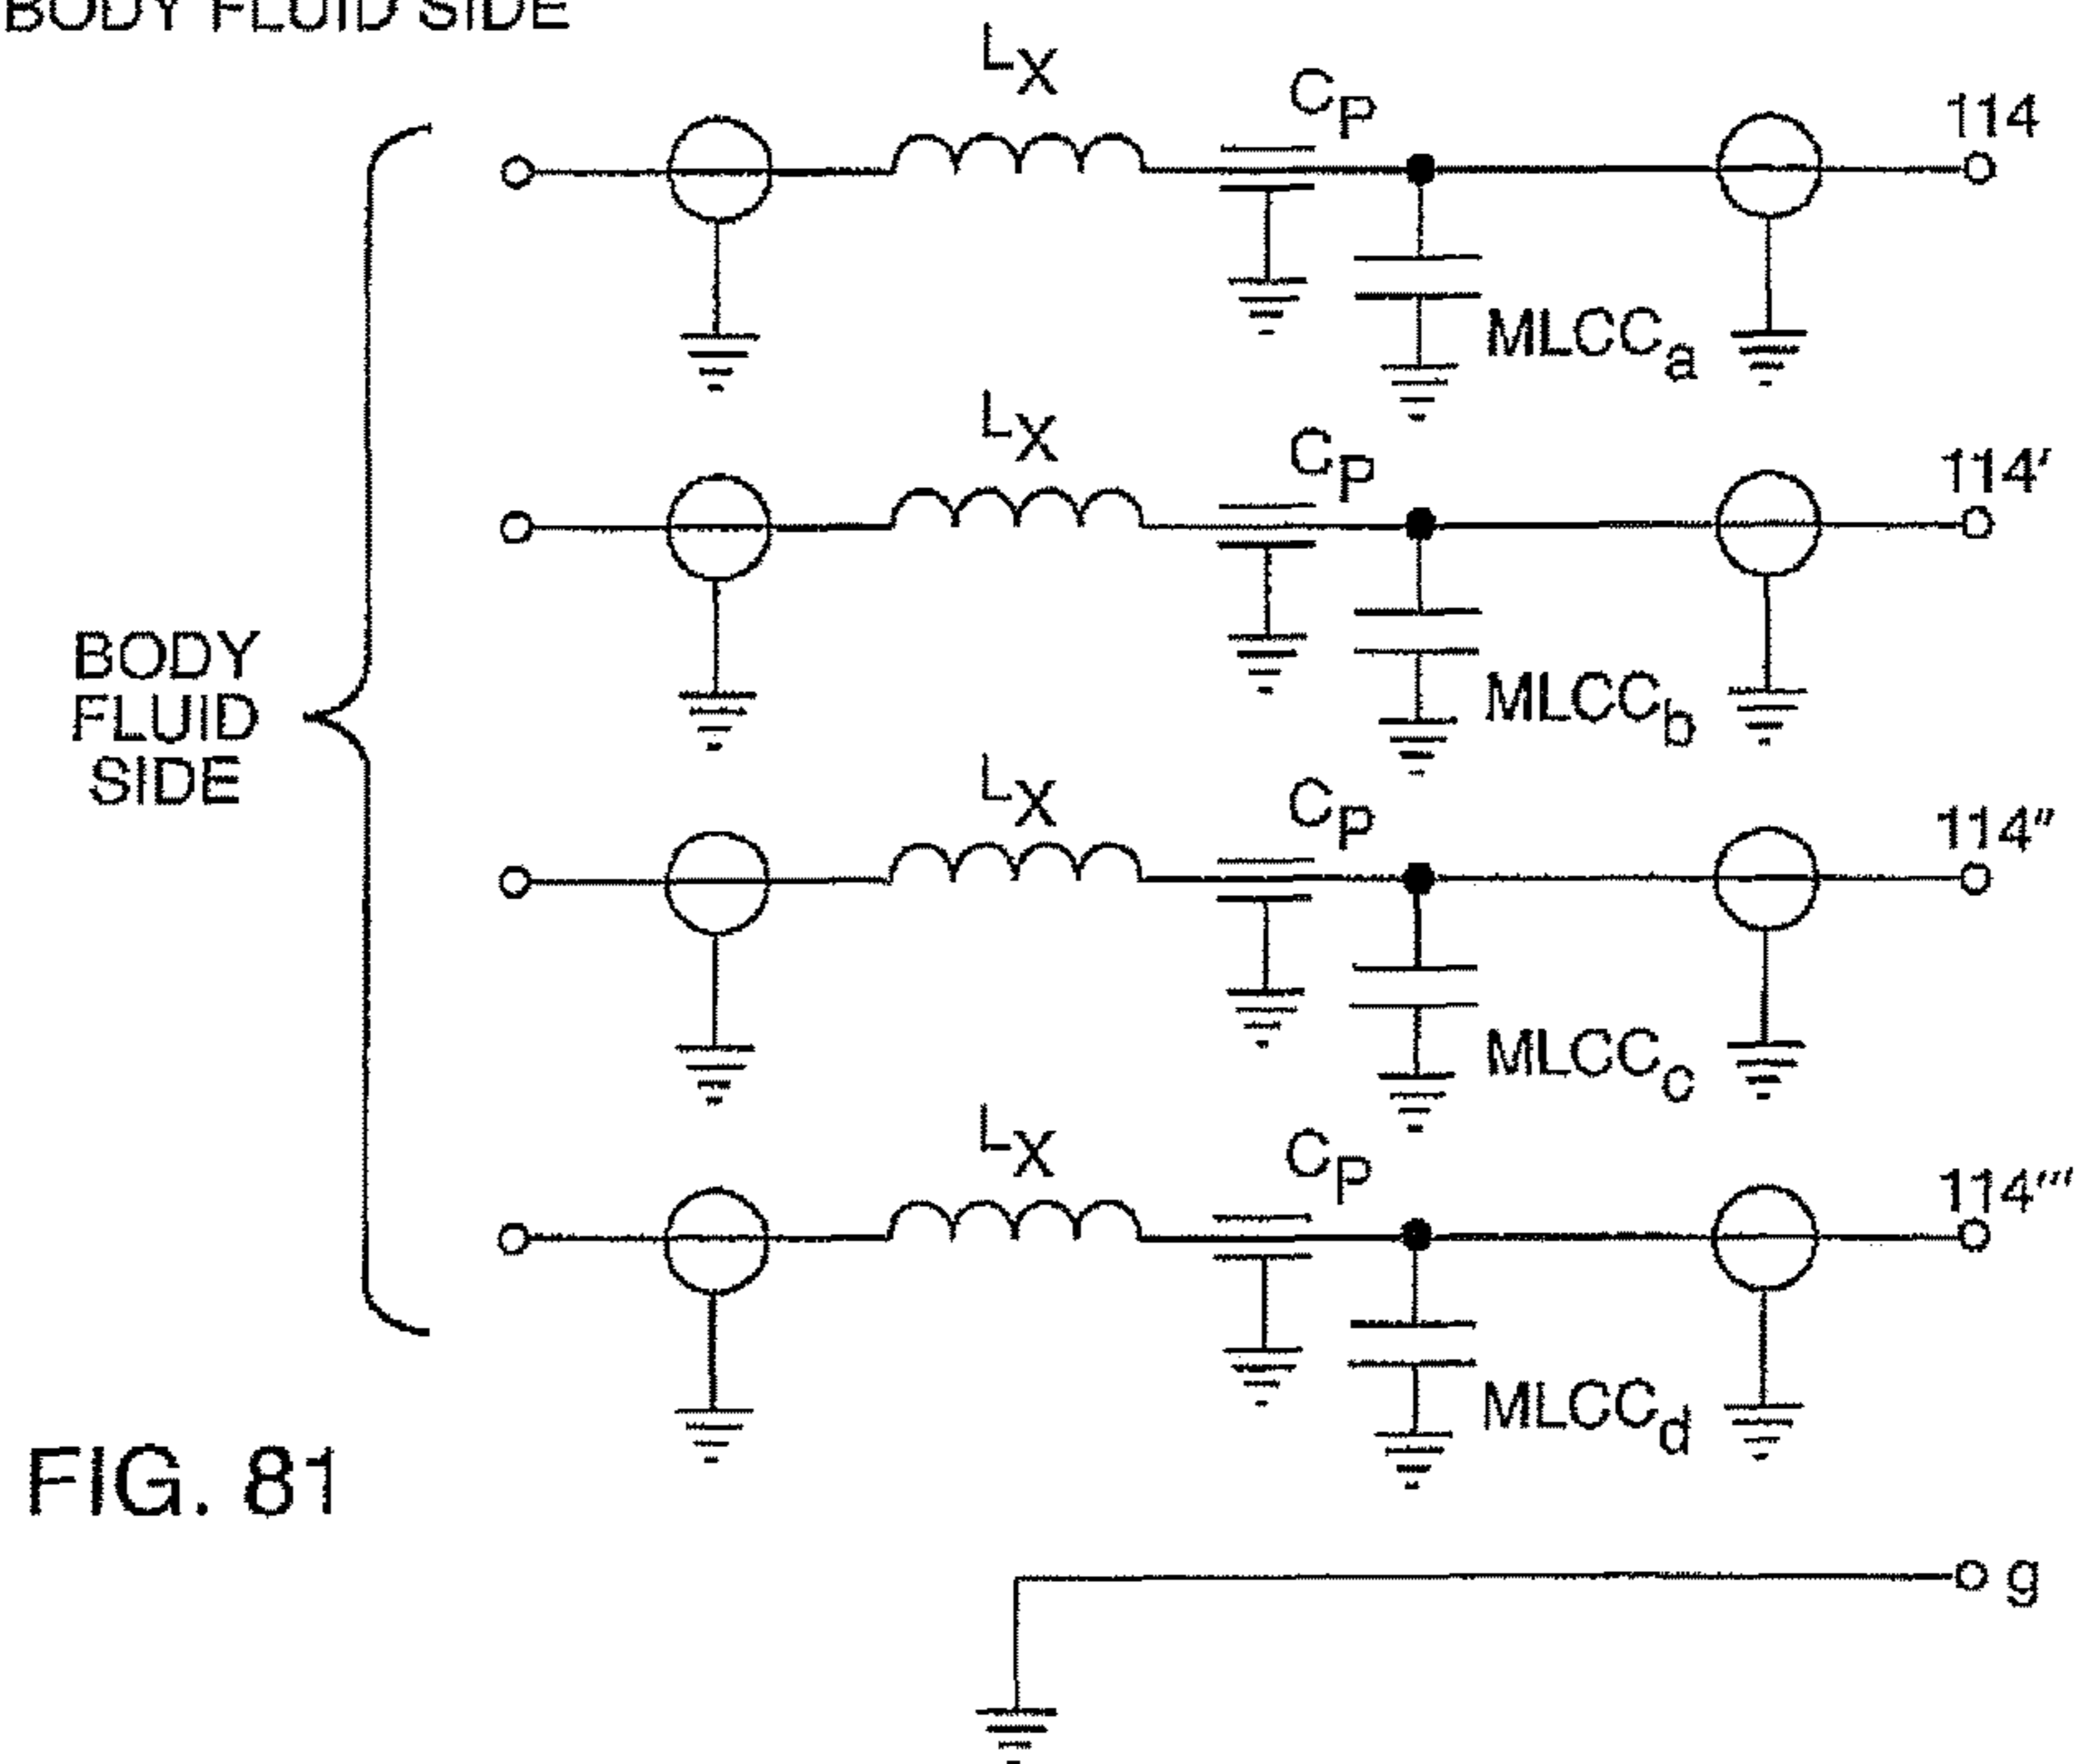 BODY FLUID SIDE
LX
CP
114
MLCCa
LX
CP
114'
MLCCb
BODY
FLUID
SIDE
LX
CP
114''
MLCCc
LX
CP
114'''
MLCCd
FIG. 81
g